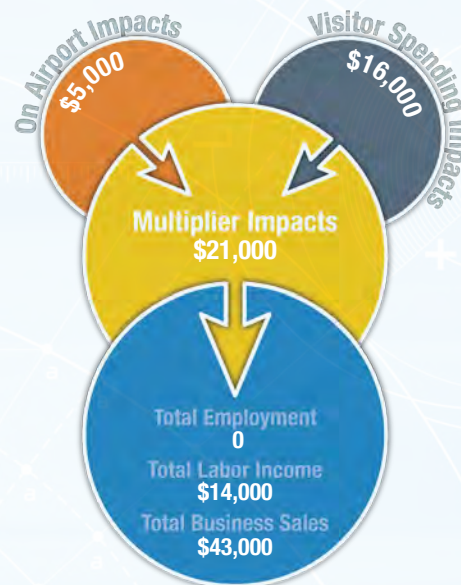 On Airport Impacts
$5,000
Visitor Spending Impacts
$16,000
Multiplier Impacts
$21,000
Total Employment
0
Total Labor Income
$14,000
Total Business Sales
$43,000